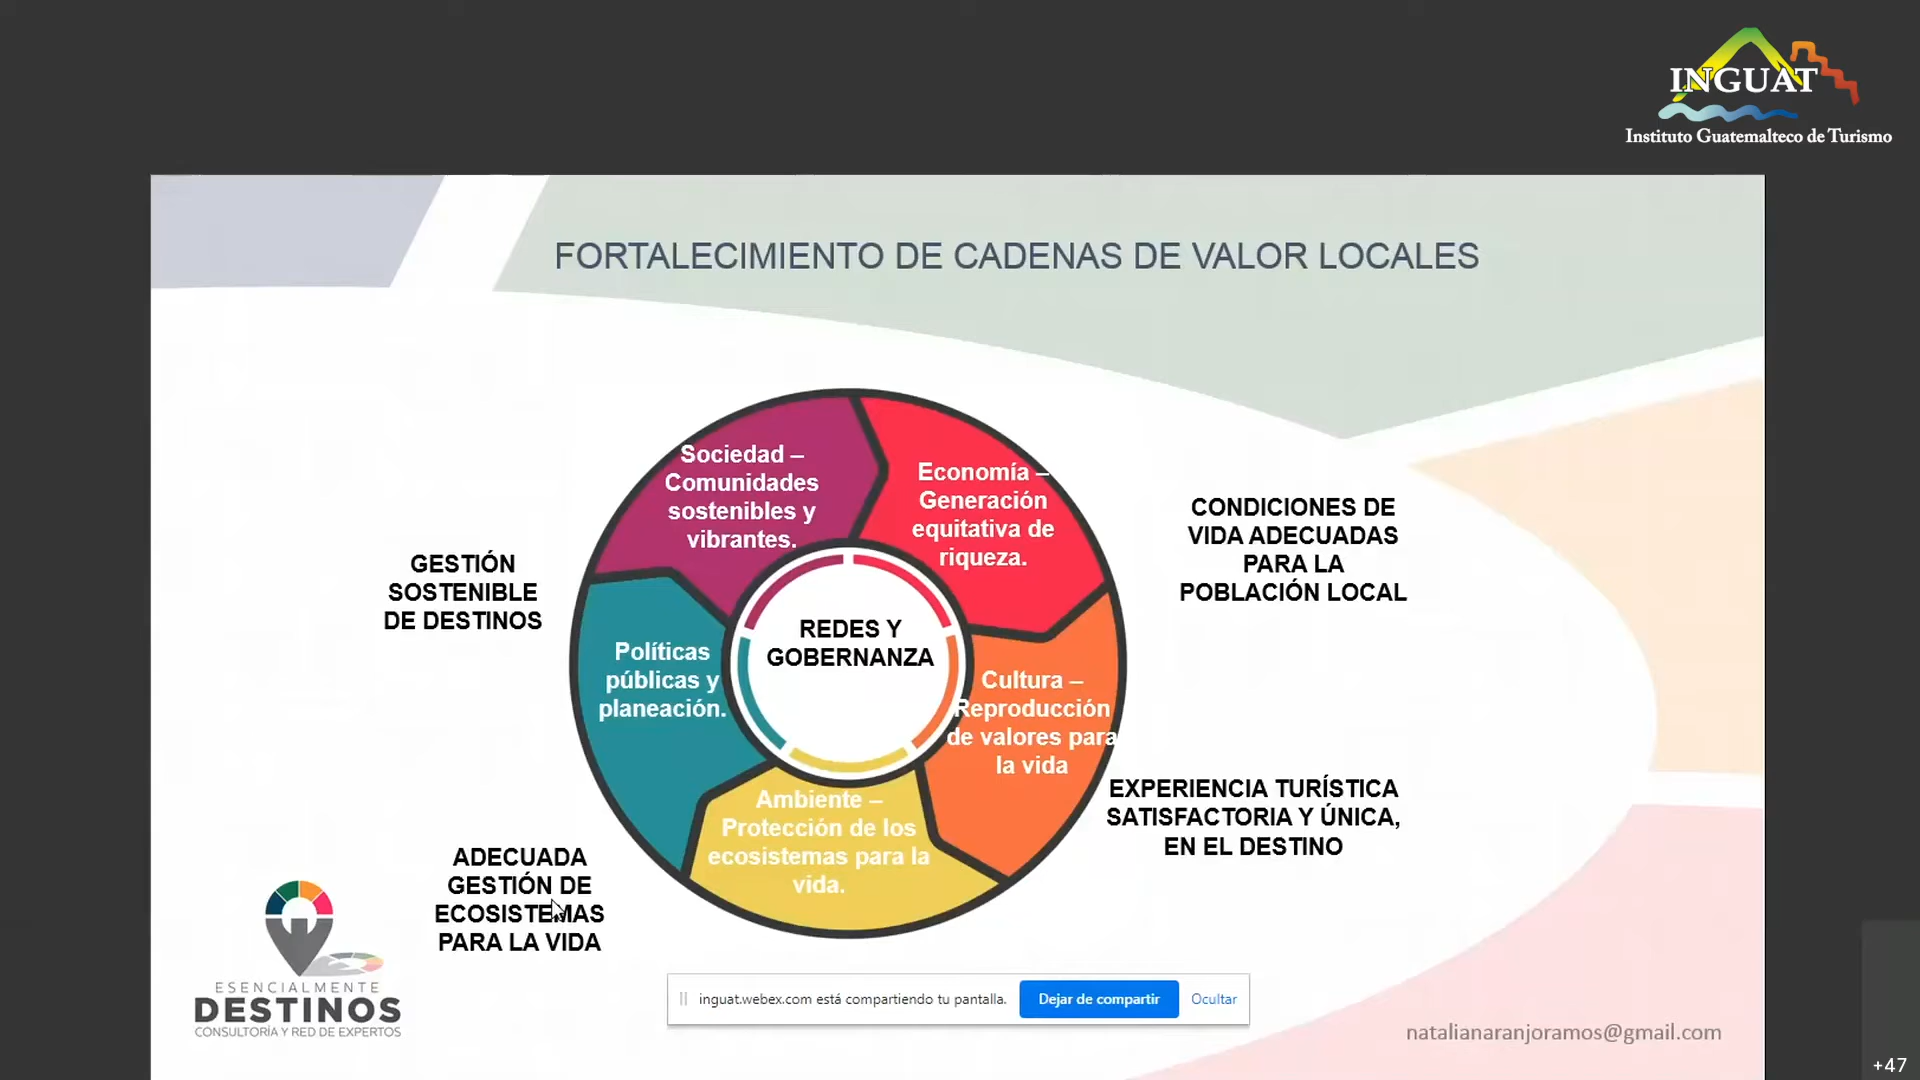 INGUAT
Instituto Guatemalteco de Turismo
FORTALECIMIENTO DE CADENAS DE VALOR LOCALES
Sociedad –
Comunidades
sostenibles y
vibrantes.
Economía –
Generación
equitativa de
riqueza.
CONDICIONES DE
VIDA ADECUADAS
PARA LA
POBLACIÓN LOCAL
GESTIÓN
SOSTENIBLE
DE DESTINOS
REDES Y
GOBERNANZA
Políticas
públicas y
planeación.
Cultura –
Reproducción
de valores para
la vida
EXPERIENCIA TURÍSTICA
SATISFACTORIA Y ÚNICA,
EN EL DESTINO
Ambiente –
Protección de los
ecosistemas para la
vida.
ADECUADA
GESTIÓN DE
ECOSISTEMAS
PARA LA VIDA
ESENCIALMENTE
DESTINOS
CONSULTORÍA Y RED DE EXPERTOS
inguat.webex.com está compartiendo tu pantalla.
Dejar de compartir
Ocultar
natalianaranjoramos@gmail.com
+47